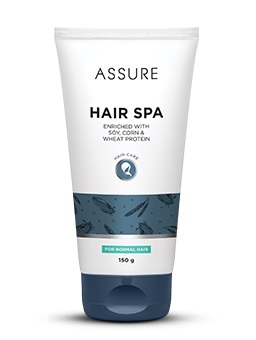 ASSURE
HAIR SPA
ENRICHED WITH
SOY, CORN &
WHEAT PROTEIN
HAIR CARE
FOR NORMAL HAIR
150 g